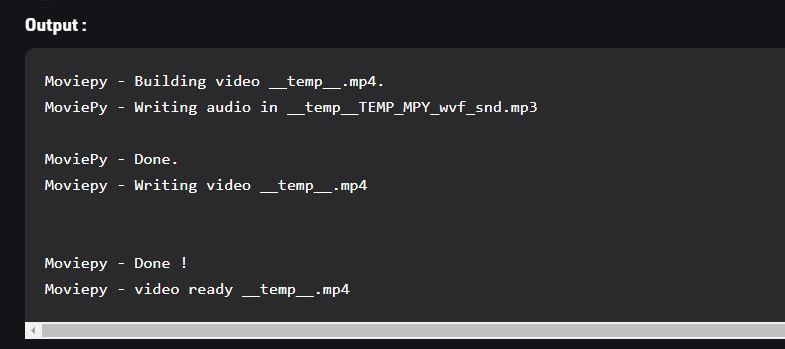 Output :
Moviepy - Building video __temp__.mp4.
MoviePy - Writing audio in __temp__TEMP_MPY_wvf_snd.mp3
MoviePy - Done.
Moviepy - Writing video __temp__.mp4
Moviepy - Done !
Moviepy - video ready __temp__.mp4